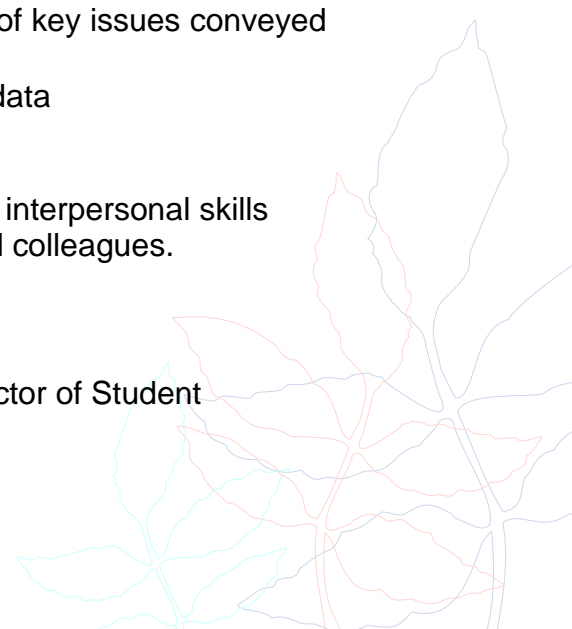 of key issues conveyed
data
interpersonal skills
colleagues.
ctor of Student